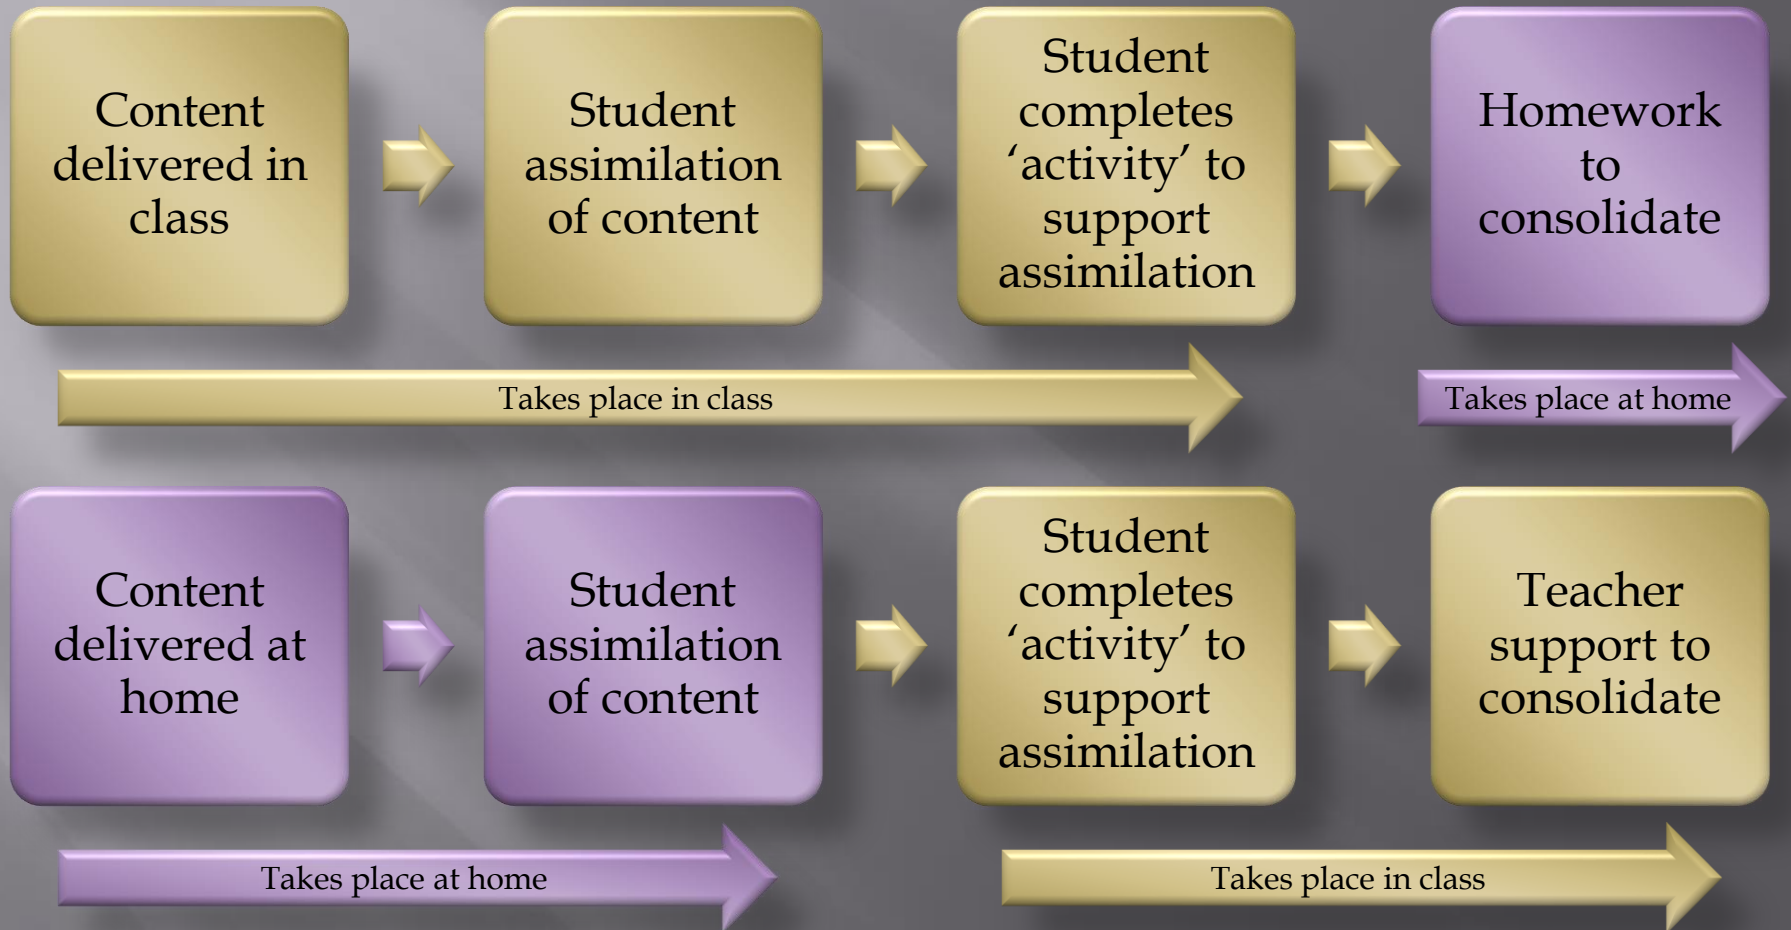 Content
delivered in
class
Student
assimilation
of content
Student
completes
‘activity’ to
support
assimilation
Homework
to
consolidate
Takes place in class
Takes place at home
Content
delivered at
home
Student
assimilation
of content
Student
completes
‘activity’ to
support
assimilation
Teacher
support to
consolidate
Takes place at home
Takes place in class